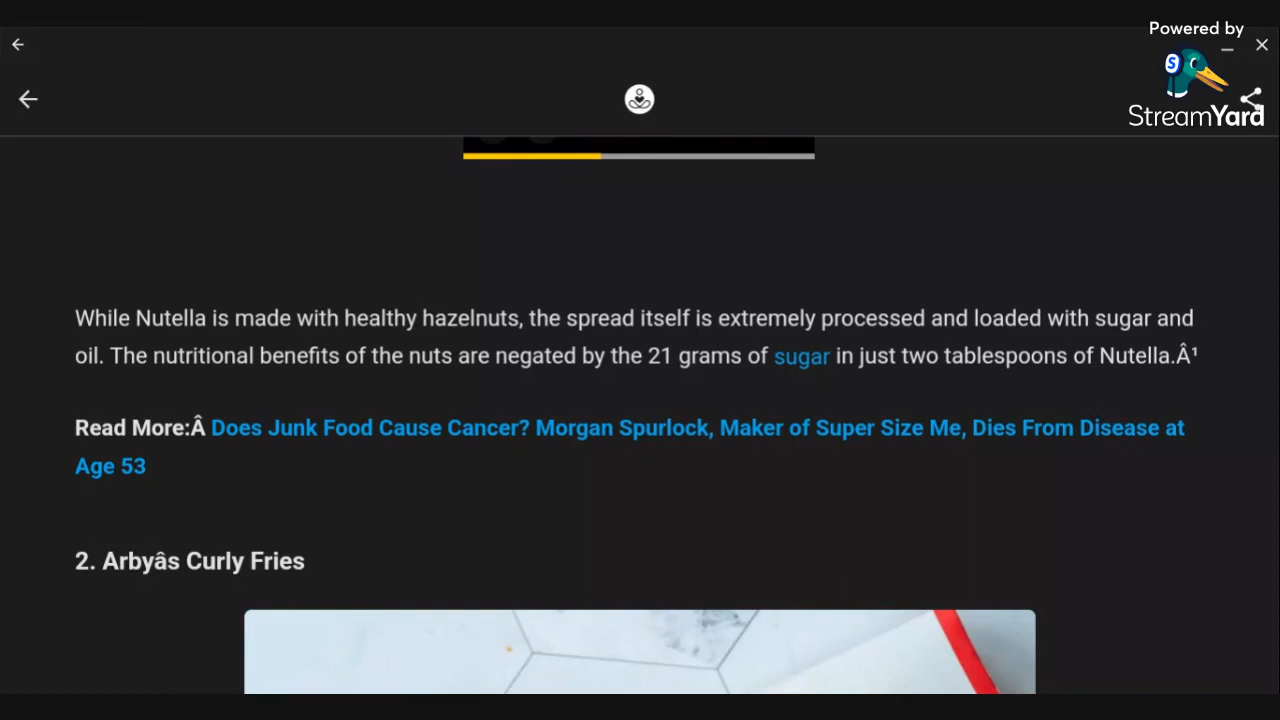 Powered by
S
StreamYard
While Nutella is made with healthy hazelnuts, the spread itself is extremely processed and loaded with sugar and
oil. The nutritional benefits of the nuts are negated by the 21 grams of sugar in just two tablespoons of Nutella.Â¹
Read More:Â Does Junk Food Cause Cancer? Morgan Spurlock, Maker of Super Size Me, Dies From Disease at
Age 53
2. Arbyâs Curly Fries